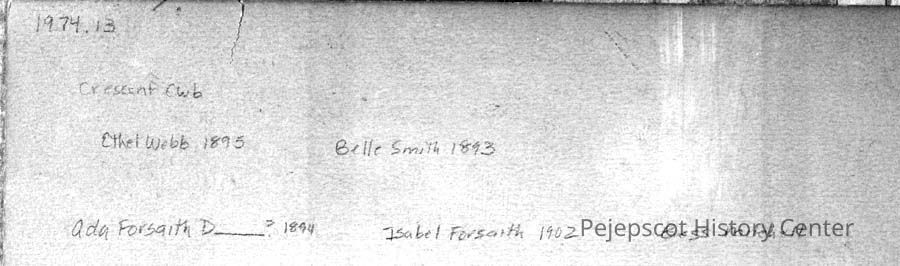 1974.13
Crescent Club
Ethel Webb 1895
Belle Smith 1893
Ada Forsaith D____? 1894
Isabel Forsaith 1902
Pejepscot History Center